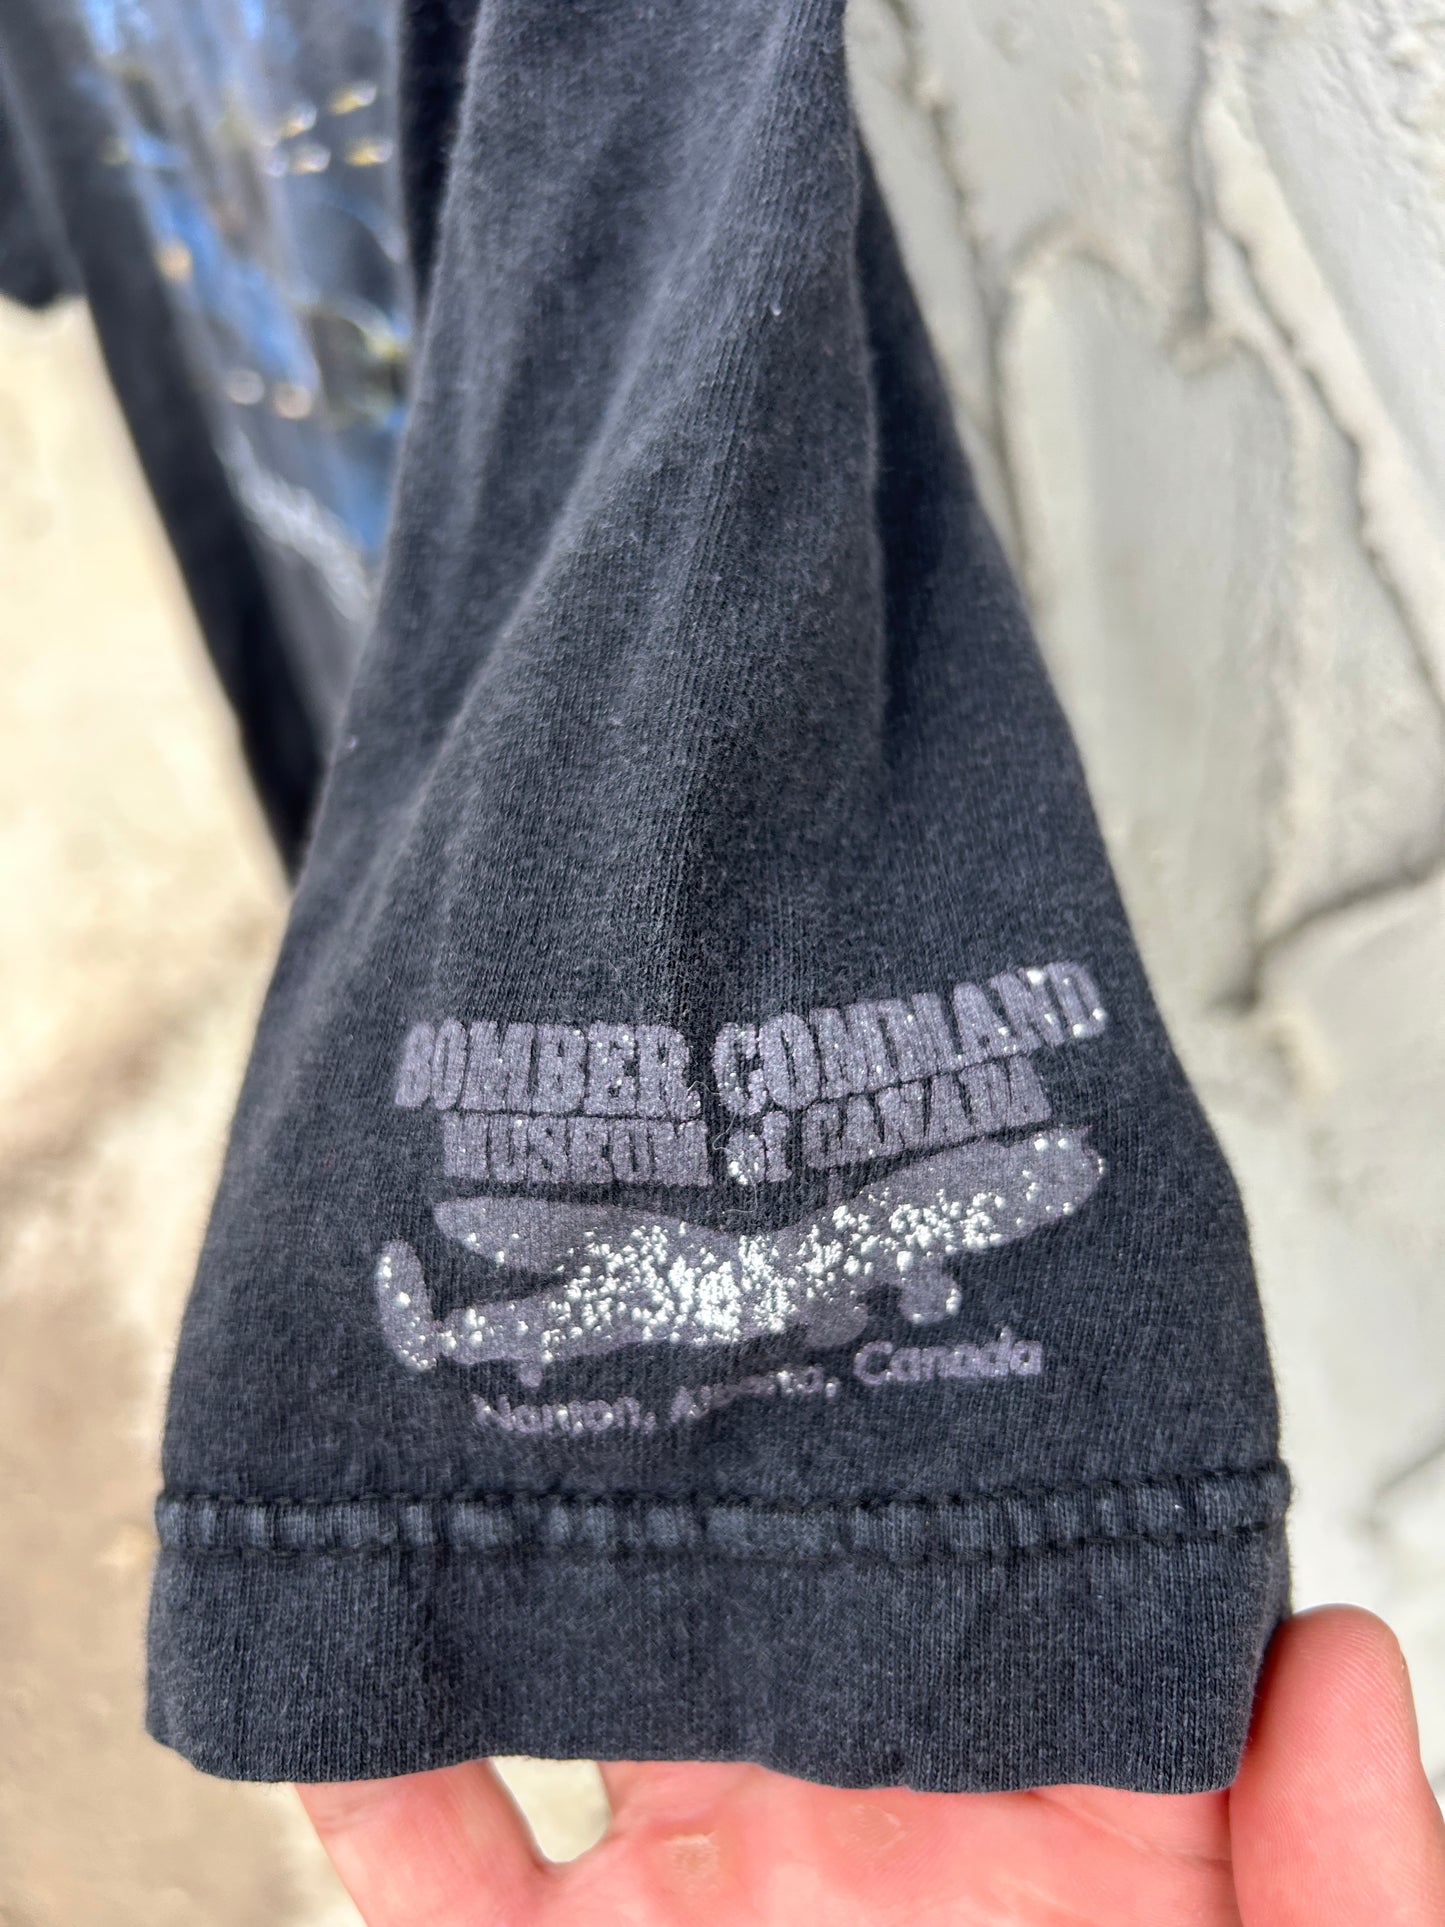 BOMBER COMMAND
MUSEUM of CANADA
Nanton, Alberta, Canada